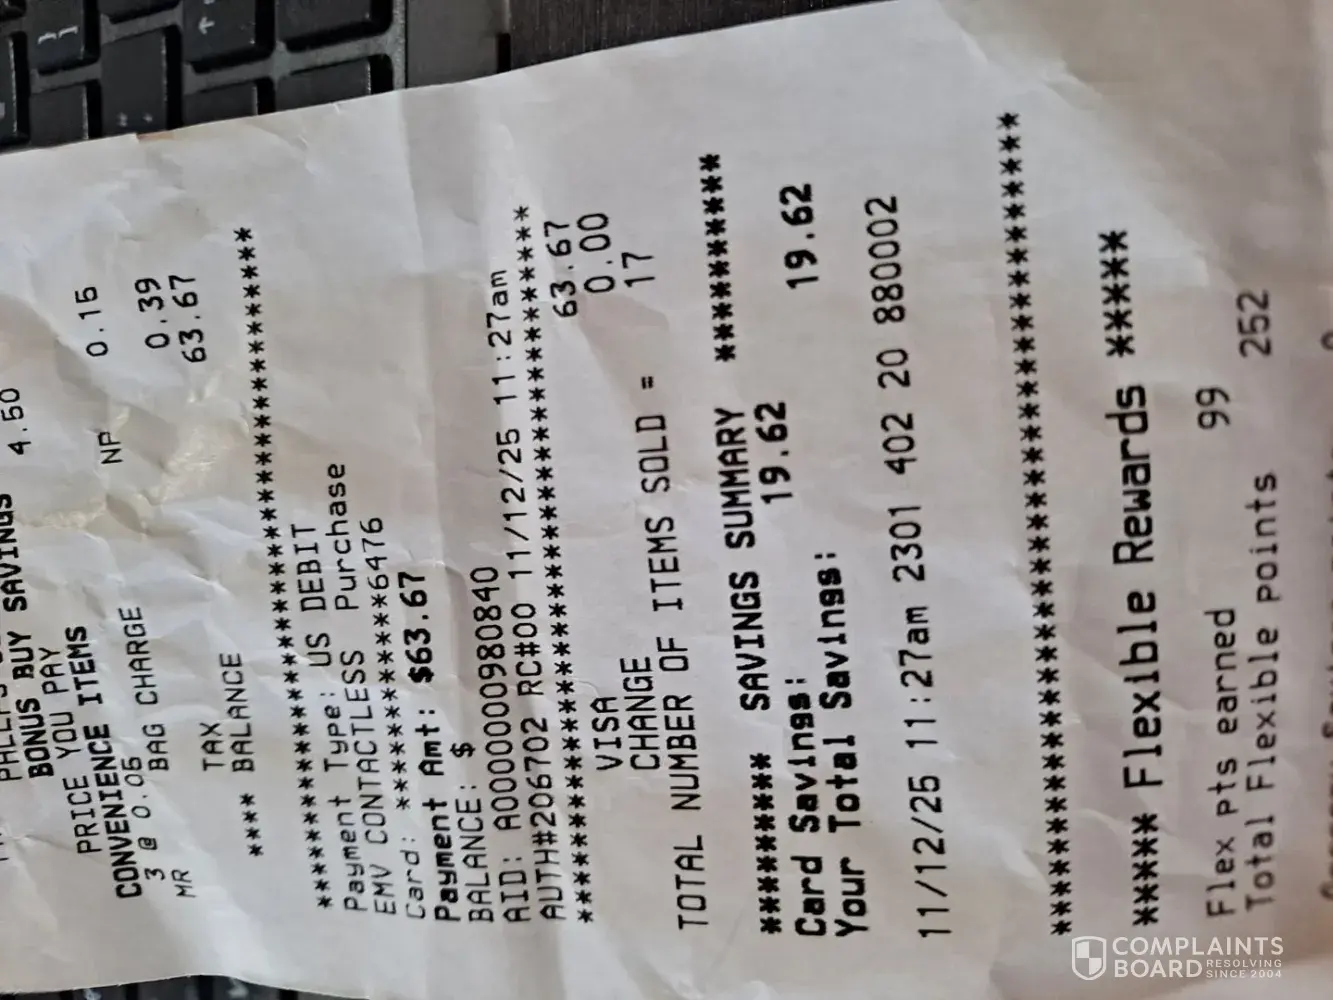 BONUS BUY SAVINGS 4.50
PRICE YOU PAY
CONVENIENCE ITEMS
3 @ 0.05
MR BAG CHARGE NP 0.15
TAX 0.39
**** BALANCE 63.67
Payment Type: US DEBIT
EMV CONTACTLESS Purchase
Card: ************6476
Payment Amt: $63.67
BALANCE: $
AID: A0000000980840
AUTH#206702 RC#00 11/12/25 11:27am
VISA 63.67
CHANGE 0.00
TOTAL NUMBER OF ITEMS SOLD = 17
********* SAVINGS SUMMARY ***********
Card Savings: 19.62
Your Total Savings: 19.62
11/12/25 11:27am 2301 402 20 880002
***** Flexible Rewards *****
Flex pts earned 99
Total Flexible points 252
COMPLAINTS
BOARD RESOLVING
SINCE 2004